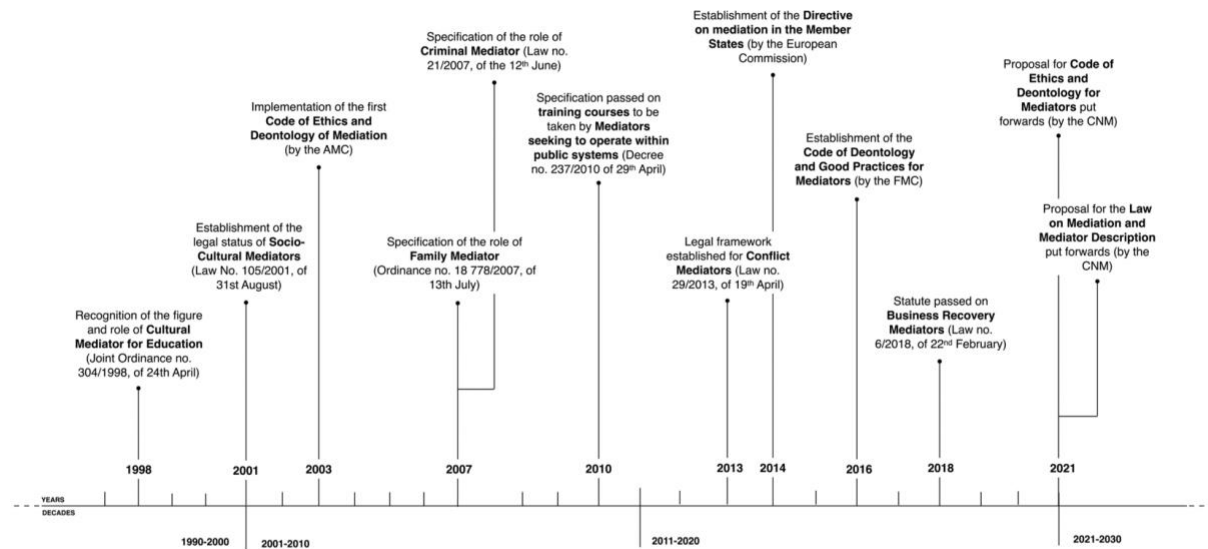 Recognition of the figure
and role of Cultural
Mediator for Education
(Joint Ordinance no.
304/1998, of 24th April)
Establishment of the
legal status of Socio-
Cultural Mediators
(Law No. 105/2001, of
31st August)
Implementation of the first
Code of Ethics and
Deontology of Mediation
(by the AMC)
Specification of the role of
Criminal Mediator (Law no.
21/2007, of the 12th June)
Specification of the role of
Family Mediator
(Ordinance no. 18 778/2007, of
13th July)
Specification passed on
training courses to be
taken by Mediators
seeking to operate within
public systems (Decree
no. 237/2010 of 29th April)
Legal framework
established for Conflict
Mediators (Law no.
29/2013, of 19th April)
Establishment of the Directive
on mediation in the Member
States (by the European
Commission)
Establishment of the
Code of Deontology
and Good Practices for
Mediators (by the FMC)
Statute passed on
Business Recovery
Mediators (Law no.
6/2018, of 22nd February)
Proposal for Code of
Ethics and
Deontology for
Mediators put
forwards (by the CNM)
Proposal for the Law
on Mediation and
Mediator Description
put forwards (by the
CNM)
1998
2001
2003
2007
2010
2013
2014
2016
2018
2021
YEARS
DECADES
1990-2000
2001-2010
2011-2020
2021-2030